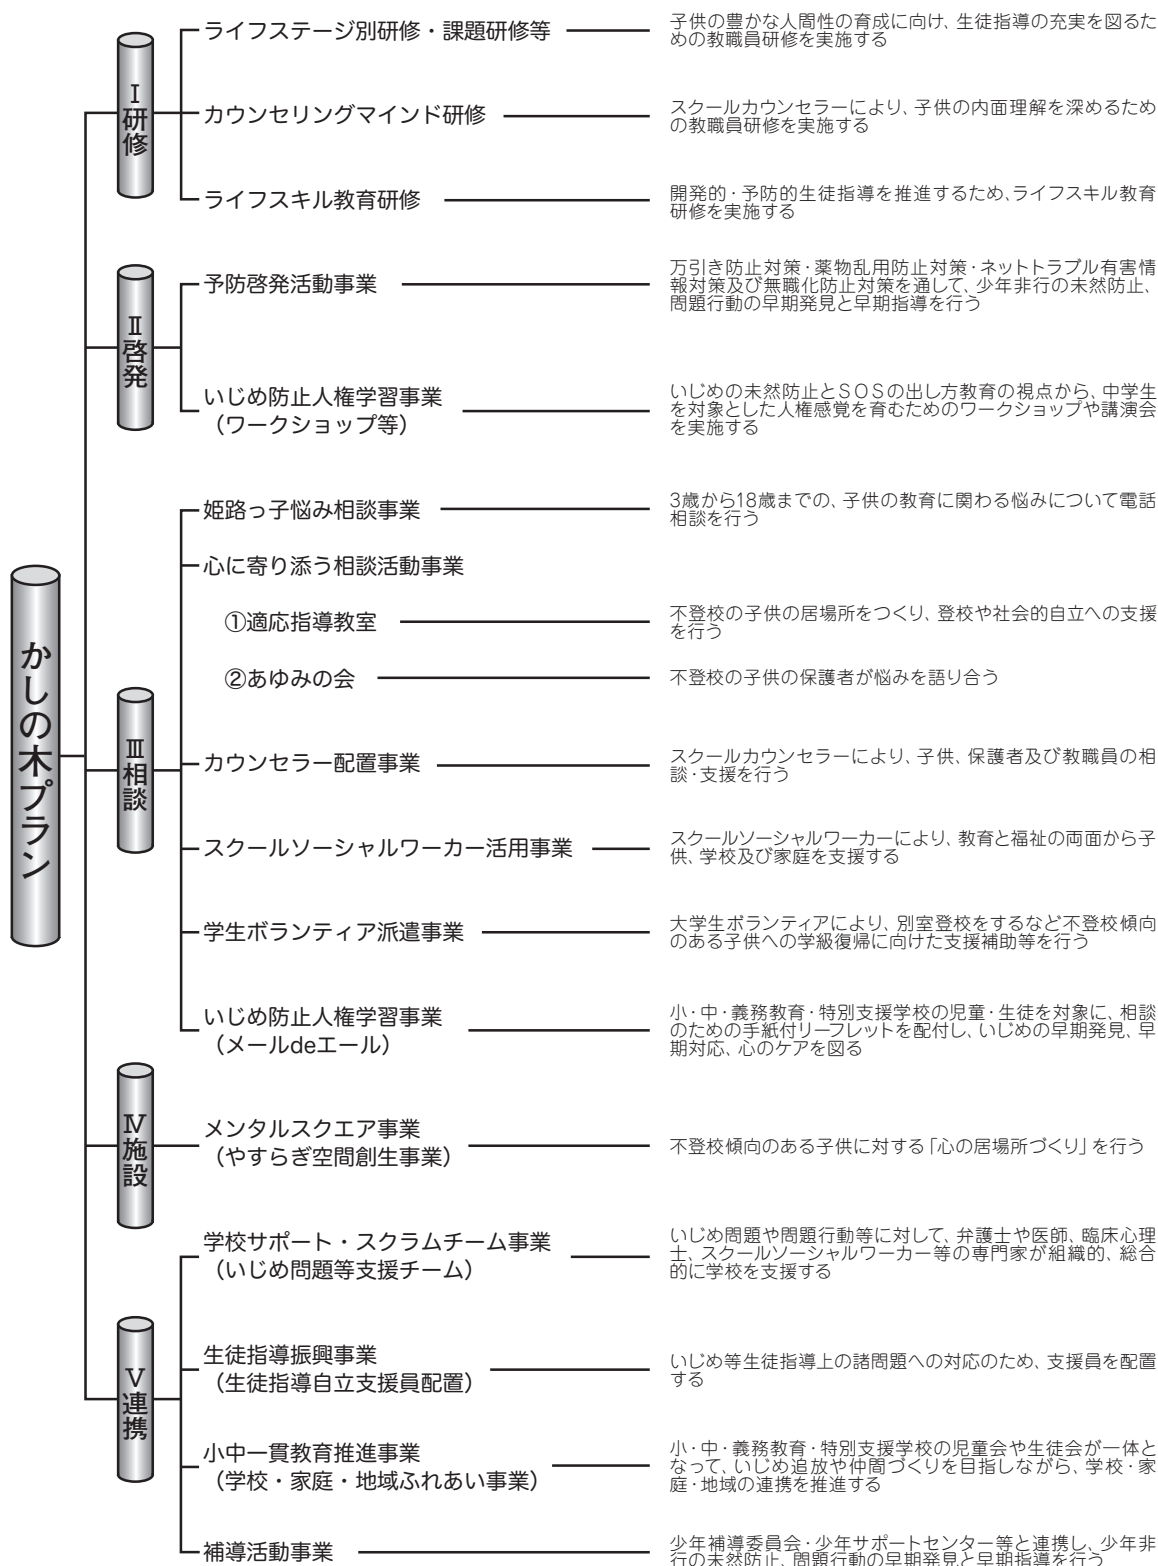 かしの木プラン
Ⅰ研修
ライフステージ別研修・課題研修等
子供の豊かな人間性の育成に向け、生徒指導の充実を図るた
めの教職員研修を実施する
カウンセリングマインド研修
スクールカウンセラーにより、子供の内面理解を深めるため
の教職員研修を実施する
ライフスキル教育研修
開発的・予防的生徒指導を推進するため、ライフスキル教育
研修を実施する
Ⅱ啓発
予防啓発活動事業
万引き防止対策・薬物乱用防止対策・ネットトラブル有害情
報対策及び無職化防止対策を通して、少年非行の未然防止、
問題行動の早期発見と早期指導を行う
いじめ防止人権学習事業
（ワークショップ等）
いじめの未然防止とＳＯＳの出し方教育の視点から、中学生
を対象とした人権感覚を育むためのワークショップや講演会
を実施する
Ⅲ相談
姫路っ子悩み相談事業
3歳から18歳までの、子供の教育に関わる悩みについて電話
相談を行う
心に寄り添う相談活動事業
①適応指導教室
不登校の子供の居場所をつくり、登校や社会的自立への支援
を行う
②あゆみの会
不登校の子供の保護者が悩みを語り合う
カウンセラー配置事業
スクールカウンセラーにより、子供、保護者及び教職員の相
談・支援を行う
スクールソーシャルワーカー活用事業
スクールソーシャルワーカーにより、教育と福祉の両面から子
供、学校及び家庭を支援する
学生ボランティア派遣事業
大学生ボランティアにより、別室登校をするなど不登校傾向
のある子供への学級復帰に向けた支援補助等を行う
いじめ防止人権学習事業
（メールdeエール）
小・中・義務教育・特別支援学校の児童・生徒を対象に、相談
のための手紙付リーフレットを配付し、いじめの早期発見、早
期対応、心のケアを図る
Ⅳ施設
メンタルスクエア事業
（やすらぎ空間創生事業）
不登校傾向のある子供に対する「心の居場所づくり」を行う
Ⅴ連携
学校サポート・スクラムチーム事業
（いじめ問題等支援チーム）
いじめ問題や問題行動等に対して、弁護士や医師、臨床心理
士、スクールソーシャルワーカー等の専門家が組織的、総合
的に学校を支援する
生徒指導振興事業
（生徒指導自立支援員配置）
いじめ等生徒指導上の諸問題への対応のため、支援員を配置
する
小中一貫教育推進事業
（学校・家庭・地域ふれあい事業）
小・中・義務教育・特別支援学校の児童会や生徒会が一体と
なって、いじめ追放や仲間づくりを目指しながら、学校・家
庭・地域の連携を推進する
補導活動事業
少年補導委員会・少年サポートセンター等と連携し、少年非
行の未然防止、問題行動の早期発見と早期指導を行う